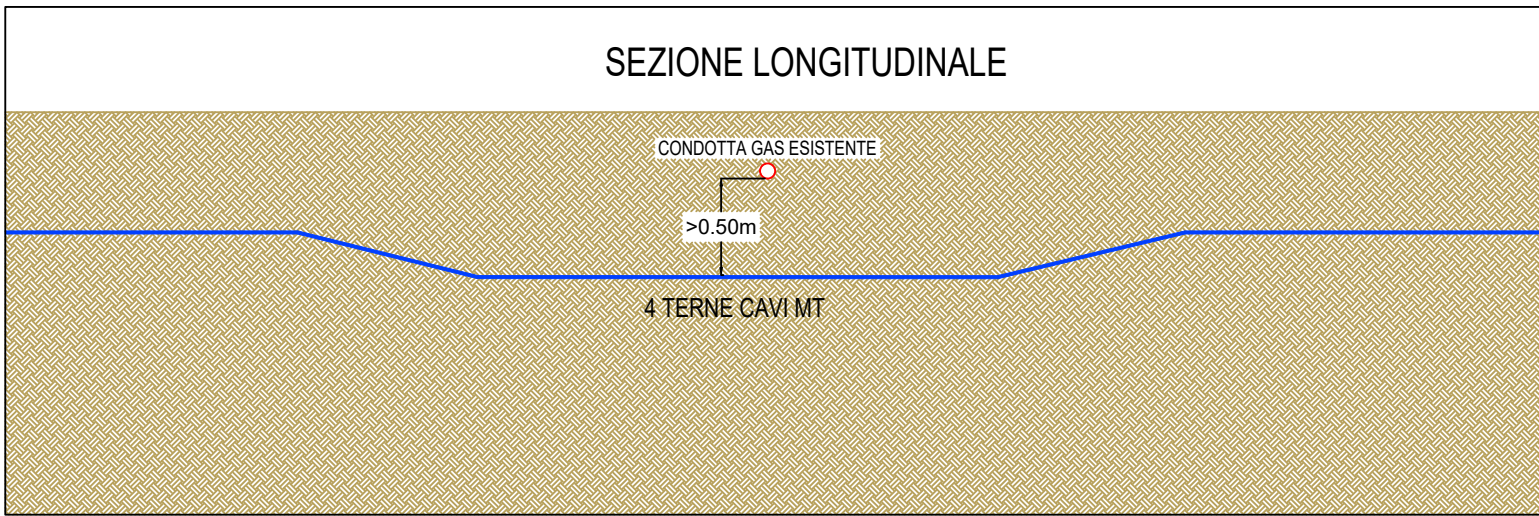 SEZIONE LONGITUDINALE
CONDOTTA GAS ESISTENTE
>0.50m
4 TERNE CAVI MT